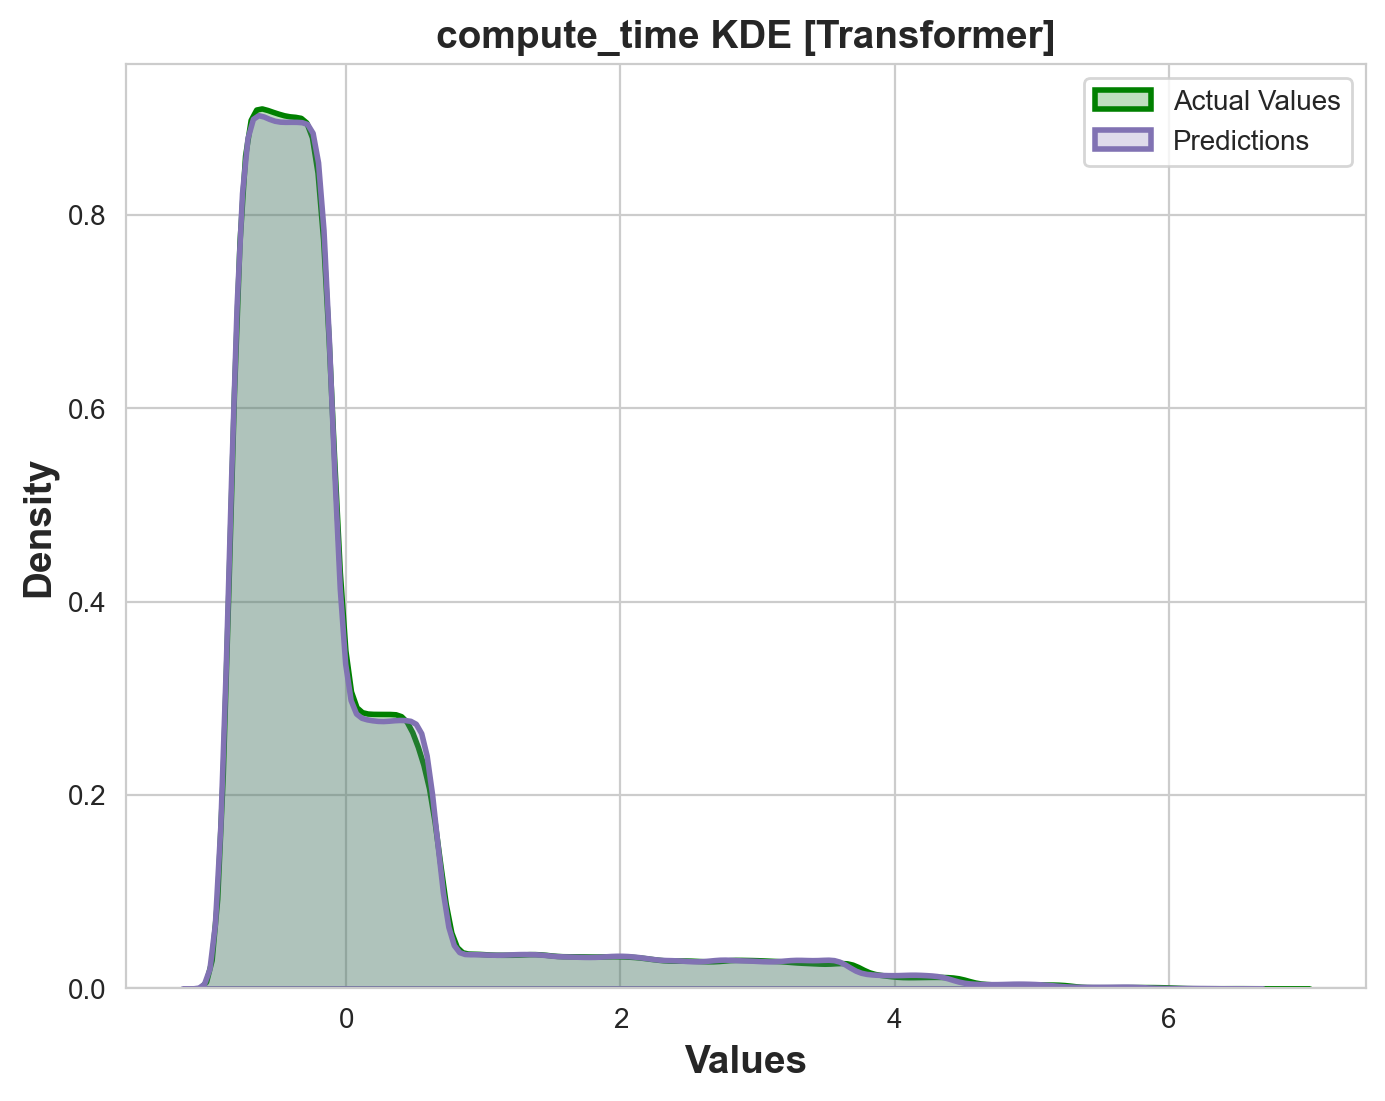 compute_time KDE [Transformer]
Actual Values
Predictions
0.8
0.6
0.4
0.2
0.0
Density
0
2
4
6
Values